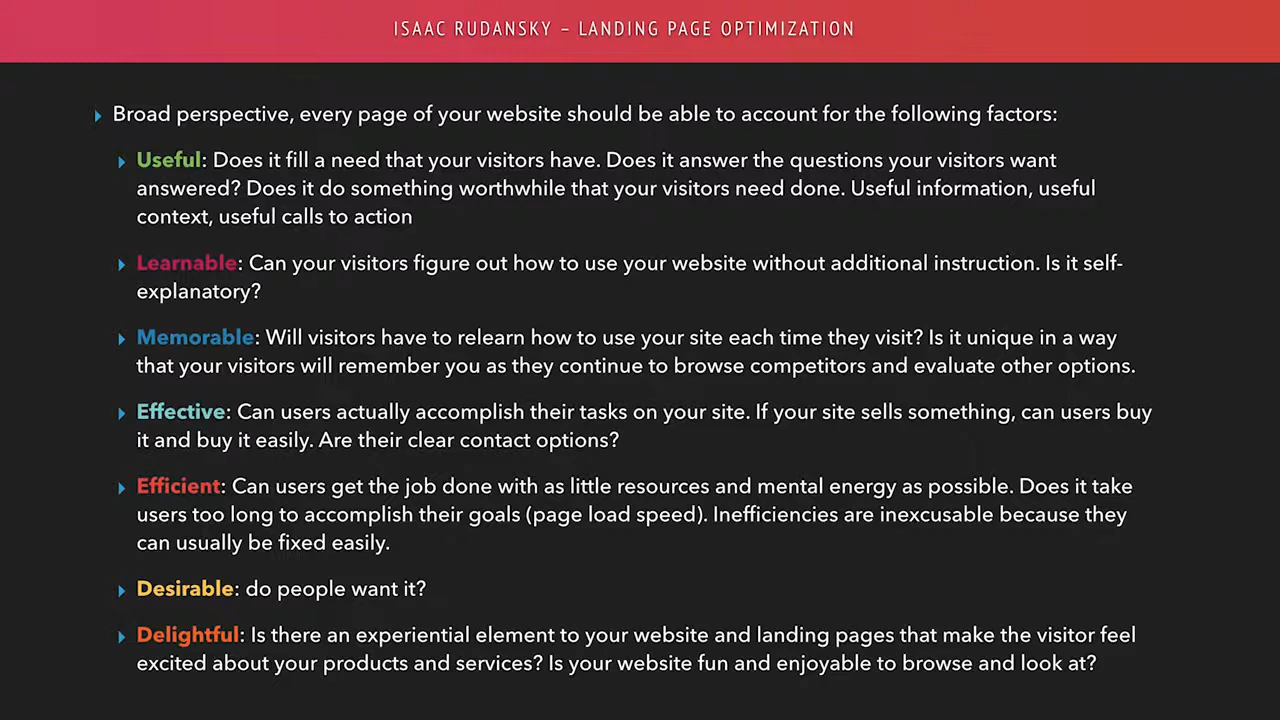 ISAAC RUDANSKY – LANDING PAGE OPTIMIZATION
Broad perspective, every page of your website should be able to account for the following factors:
Useful: Does it fill a need that your visitors have. Does it answer the questions your visitors want
answered? Does it do something worthwhile that your visitors need done. Useful information, useful
context, useful calls to action
Learnable: Can your visitors figure out how to use your website without additional instruction. Is it self-
explanatory?
Memorable: Will visitors have to relearn how to use your site each time they visit? Is it unique in a way
that your visitors will remember you as they continue to browse competitors and evaluate other options.
Effective: Can users actually accomplish their tasks on your site. If your site sells something, can users buy
it and buy it easily. Are their clear contact options?
Efficient: Can users get the job done with as little resources and mental energy as possible. Does it take
users too long to accomplish their goals (page load speed). Inefficiencies are inexcusable because they
can usually be fixed easily.
Desirable: do people want it?
Delightful: Is there an experiential element to your website and landing pages that make the visitor feel
excited about your products and services? Is your website fun and enjoyable to browse and look at?